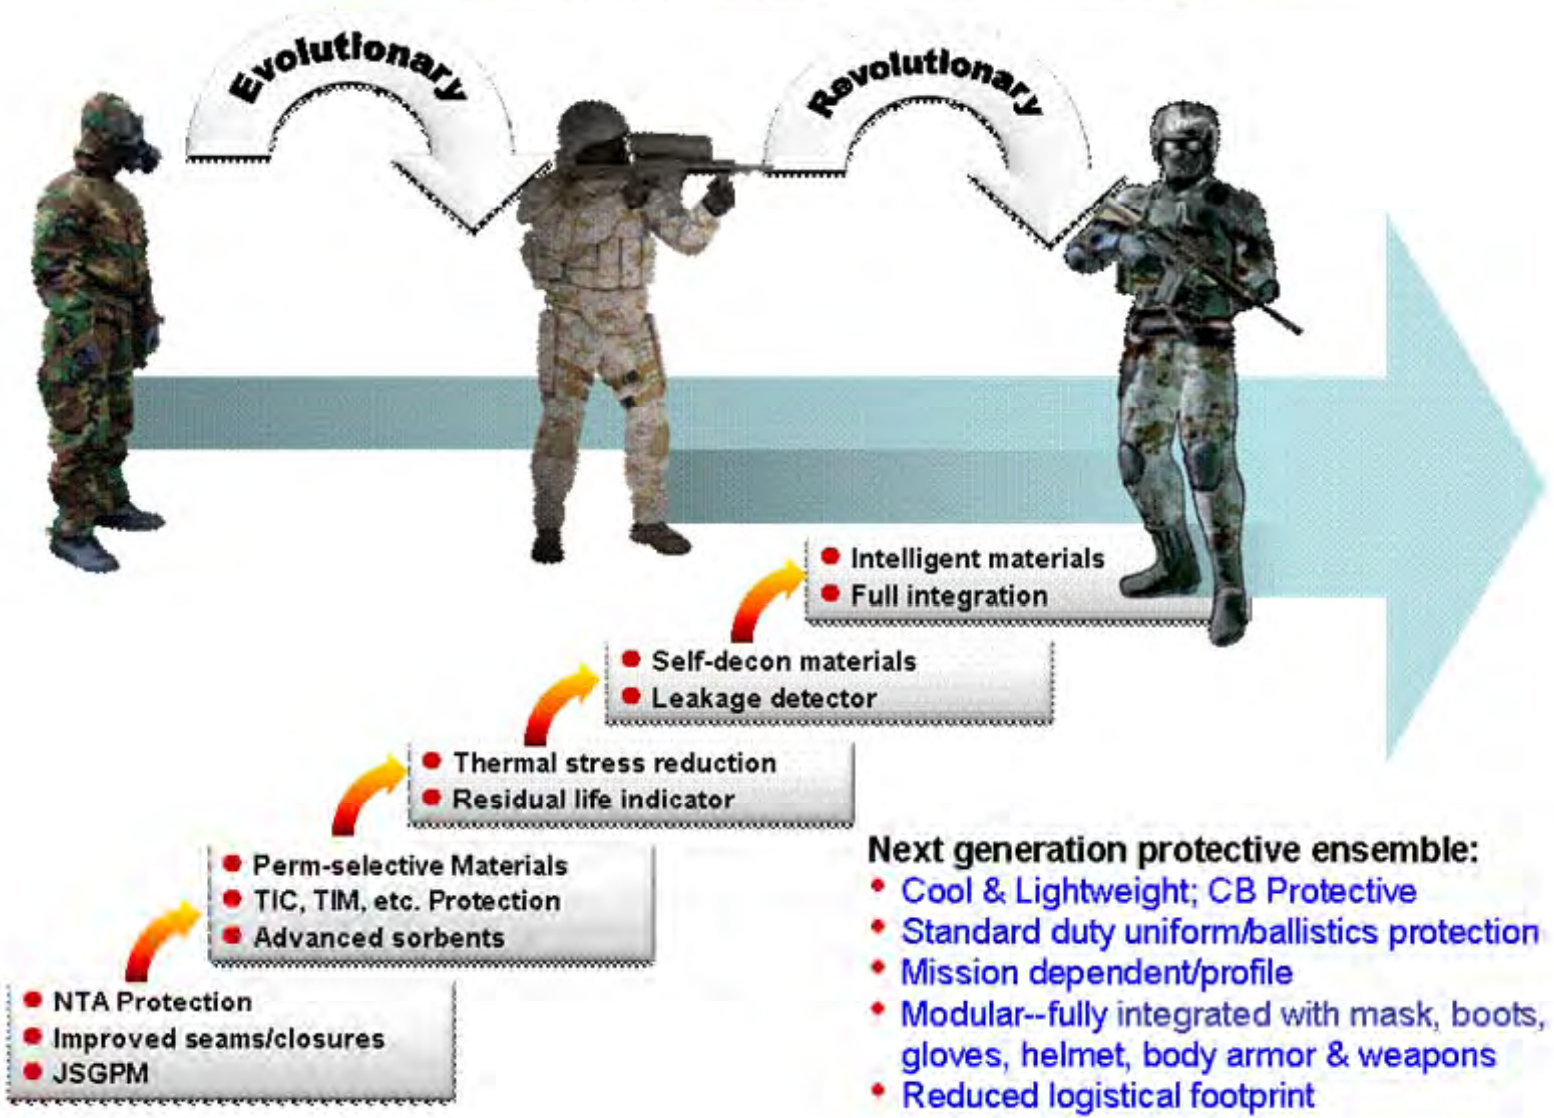 Evolutionary
Revolutionary
Intelligent materials
Full integration
Self-decon materials
Leakage detector
Thermal stress reduction
Residual life indicator
Perm-selective Materials
TIC, TIM, etc. Protection
Advanced sorbents
NTA Protection
Improved seams/closures
JSGPM
Next generation protective ensemble:
Cool & Lightweight; CB Protective
Standard duty uniform/ballistics protection
Mission dependent/profile
Modular--fully integrated with mask, boots,
gloves, helmet, body armor & weapons
Reduced logistical footprint